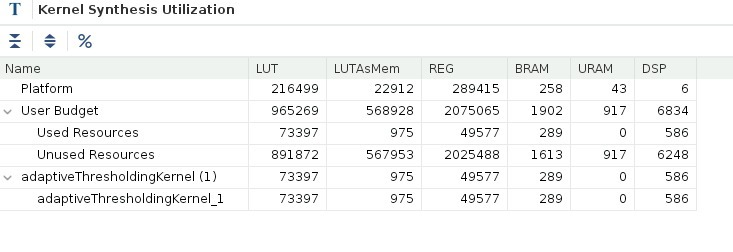 T Kernel Synthesis Utilization
%
Name LUT LUTAsMem REG BRAM URAM DSP
Platform 216499 22912 289415 258 43 6
User Budget 965269 568928 2075065 1902 917 6834
Used Resources 73397 975 49577 289 0 586
Unused Resources 891872 567953 2025488 1613 917 6248
adaptiveThresholdingKernel (1) 73397 975 49577 289 0 586
adaptiveThresholdingKernel_1 73397 975 49577 289 0 586